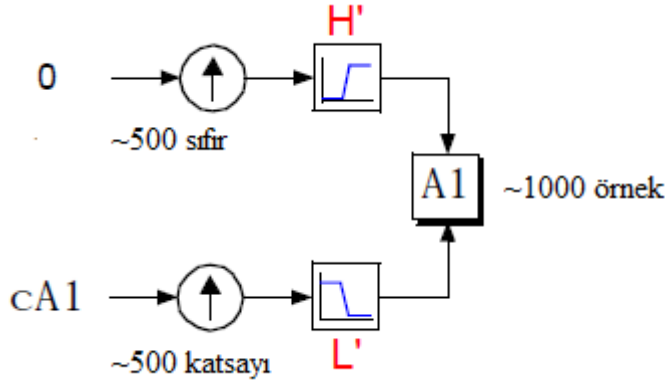 H'
0
~500 sıfır
A1
~1000 örnek
cA1
~500 katsayı
L'